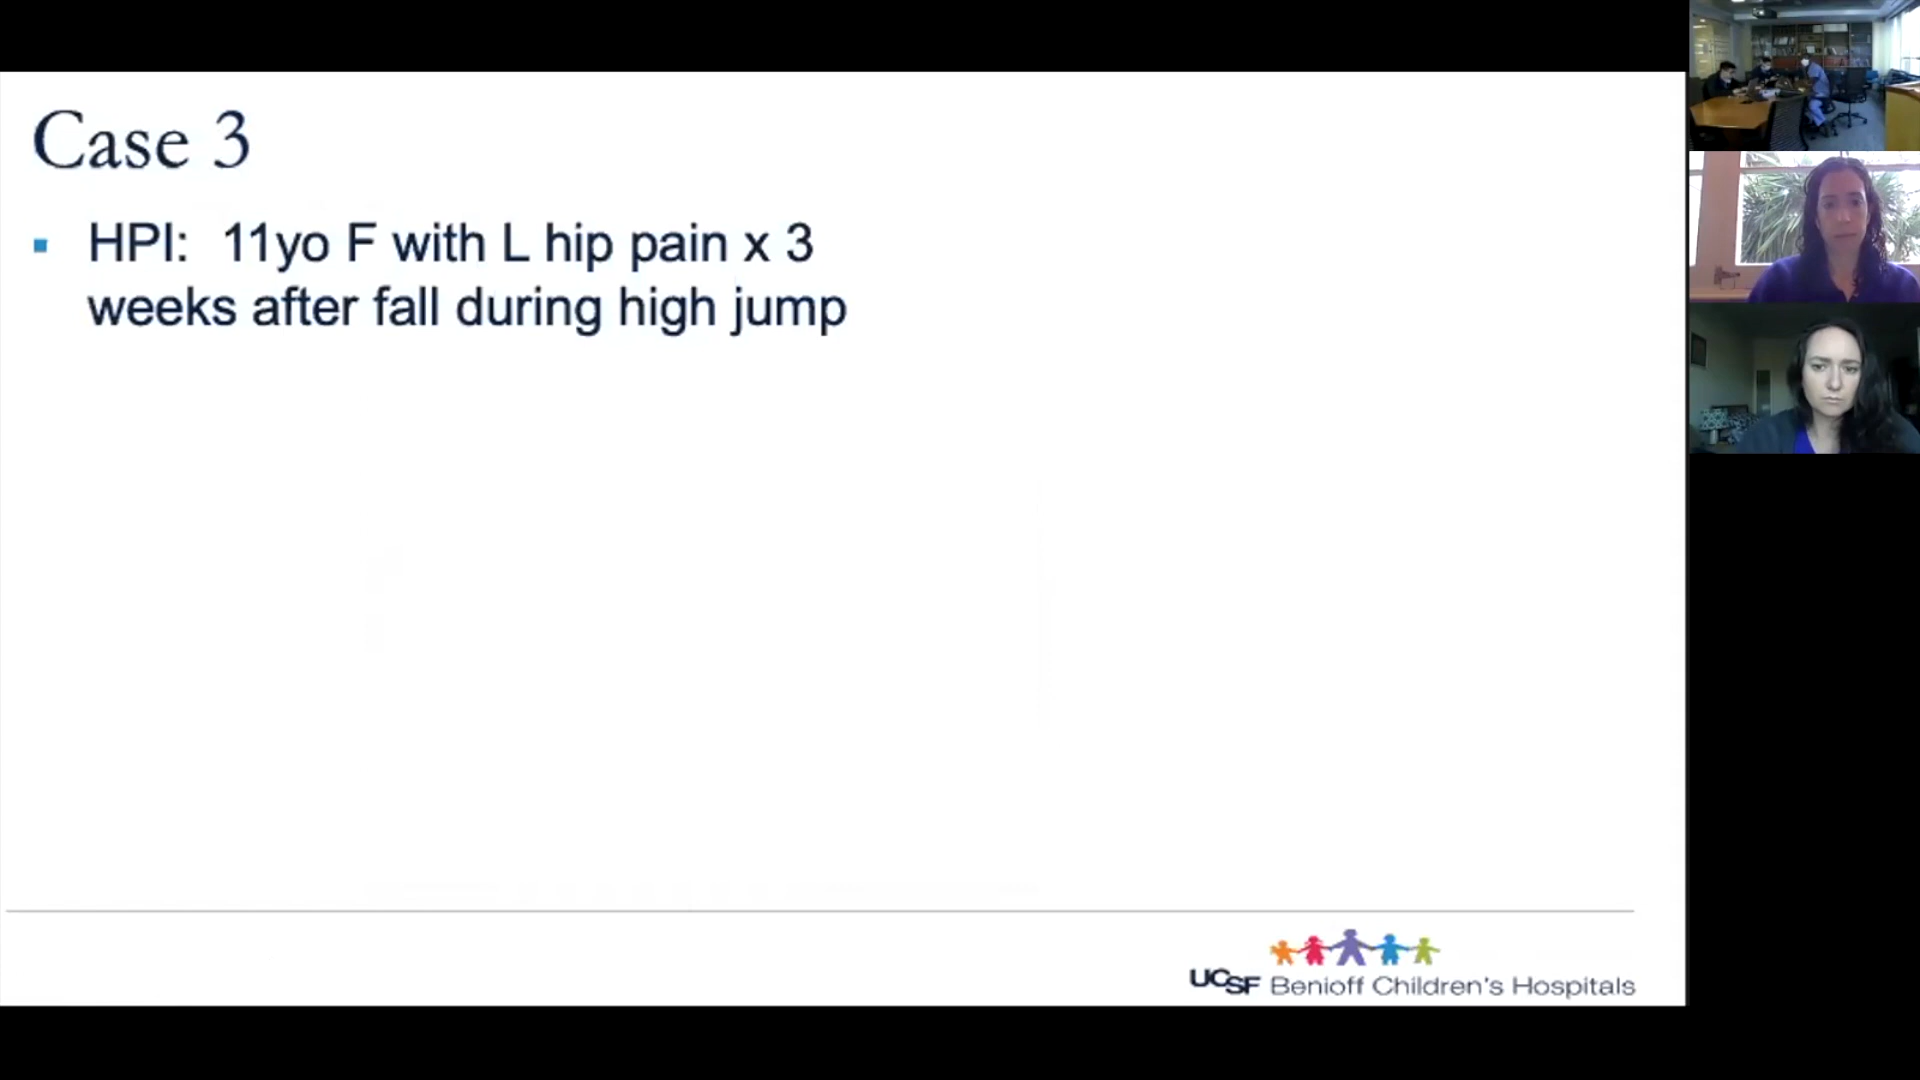 Case 3
▪ HPI: 11yo F with L hip pain x 3
weeks after fall during high jump
UCSF Benioff Children's Hospitals